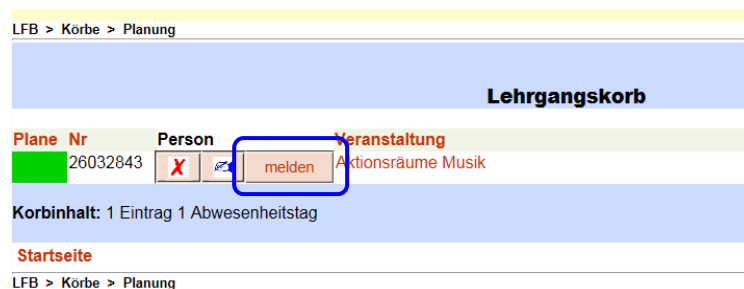 LFB > Körbe > Planung
Lehrgangskorb
Plane Nr Person Veranstaltung
26032843 X melden Aktionsräume Musik
Korbinhalt: 1 Eintrag 1 Abwesenheitstag
Startseite
LFB > Körbe > Planung